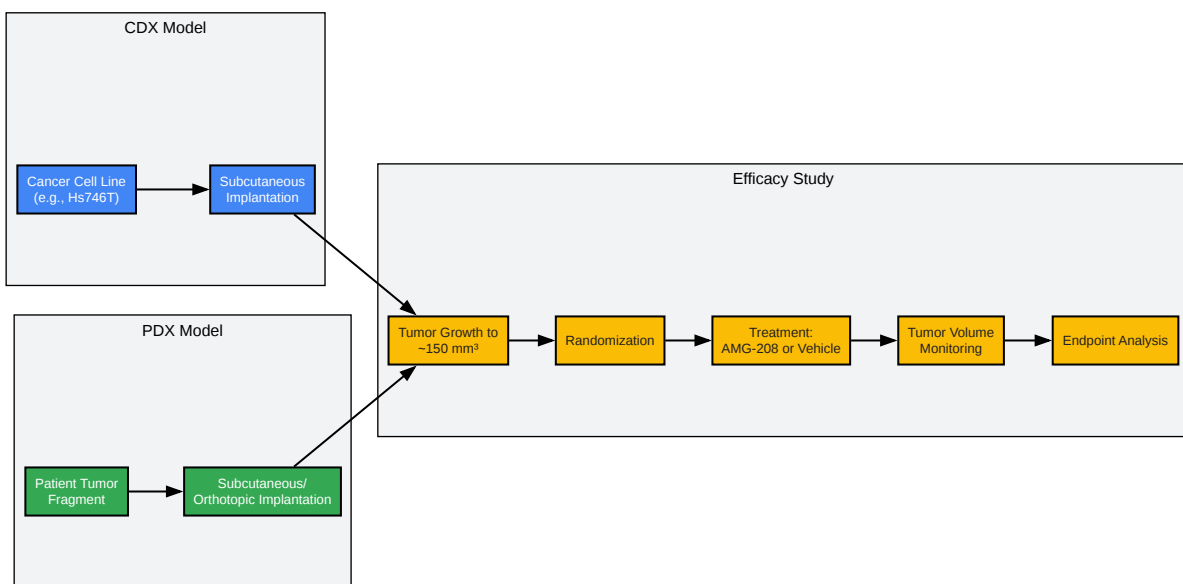 CDX Model
Cancer Cell Line
(e.g., Hs746T)
Subcutaneous
Implantation
PDX Model
Patient Tumor
Fragment
Subcutaneous/
Orthotopic Implantation
Efficacy Study
Tumor Growth to
~150 mm³
Randomization
Treatment:
AMG-208 or Vehicle
Tumor Volume
Monitoring
Endpoint Analysis